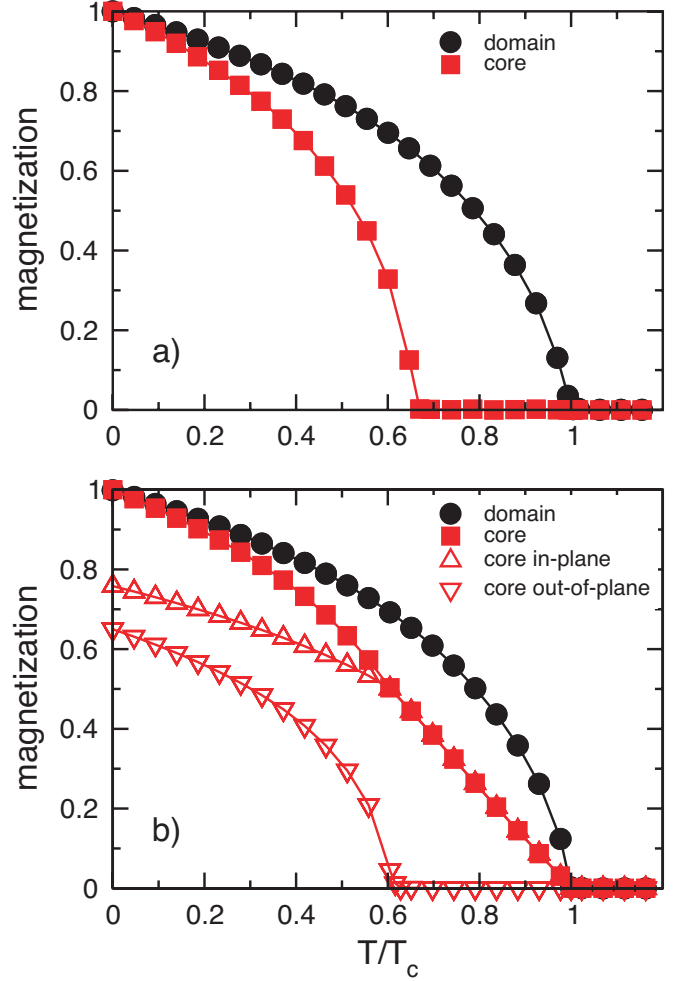 1
0.8
0.6
0.4
0.2
0
magnetization
domain
core
a)
0 0.2 0.4 0.6 0.8 1
1
0.8
0.6
0.4
0.2
0
magnetization
domain
core
core in-plane
core out-of-plane
b)
0 0.2 0.4 0.6 0.8 1
T/T_c